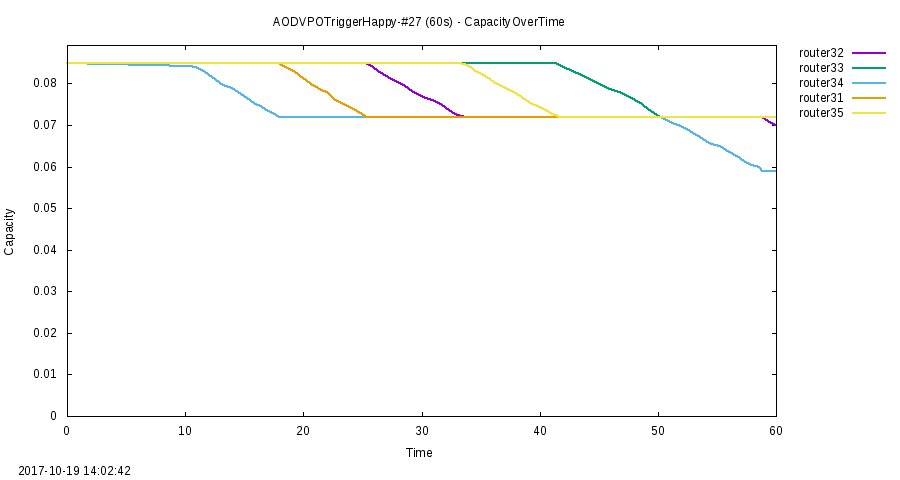 AODVPOTriggerHappy-#27 (60s) - CapacityOverTime
router32
router33
router34
router31
router35
0.08
0.07
0.06
0.05
0.04
0.03
0.02
0.01
0
Capacity
0 10 20 30 40 50 60
Time
2017-10-19 14:02:42